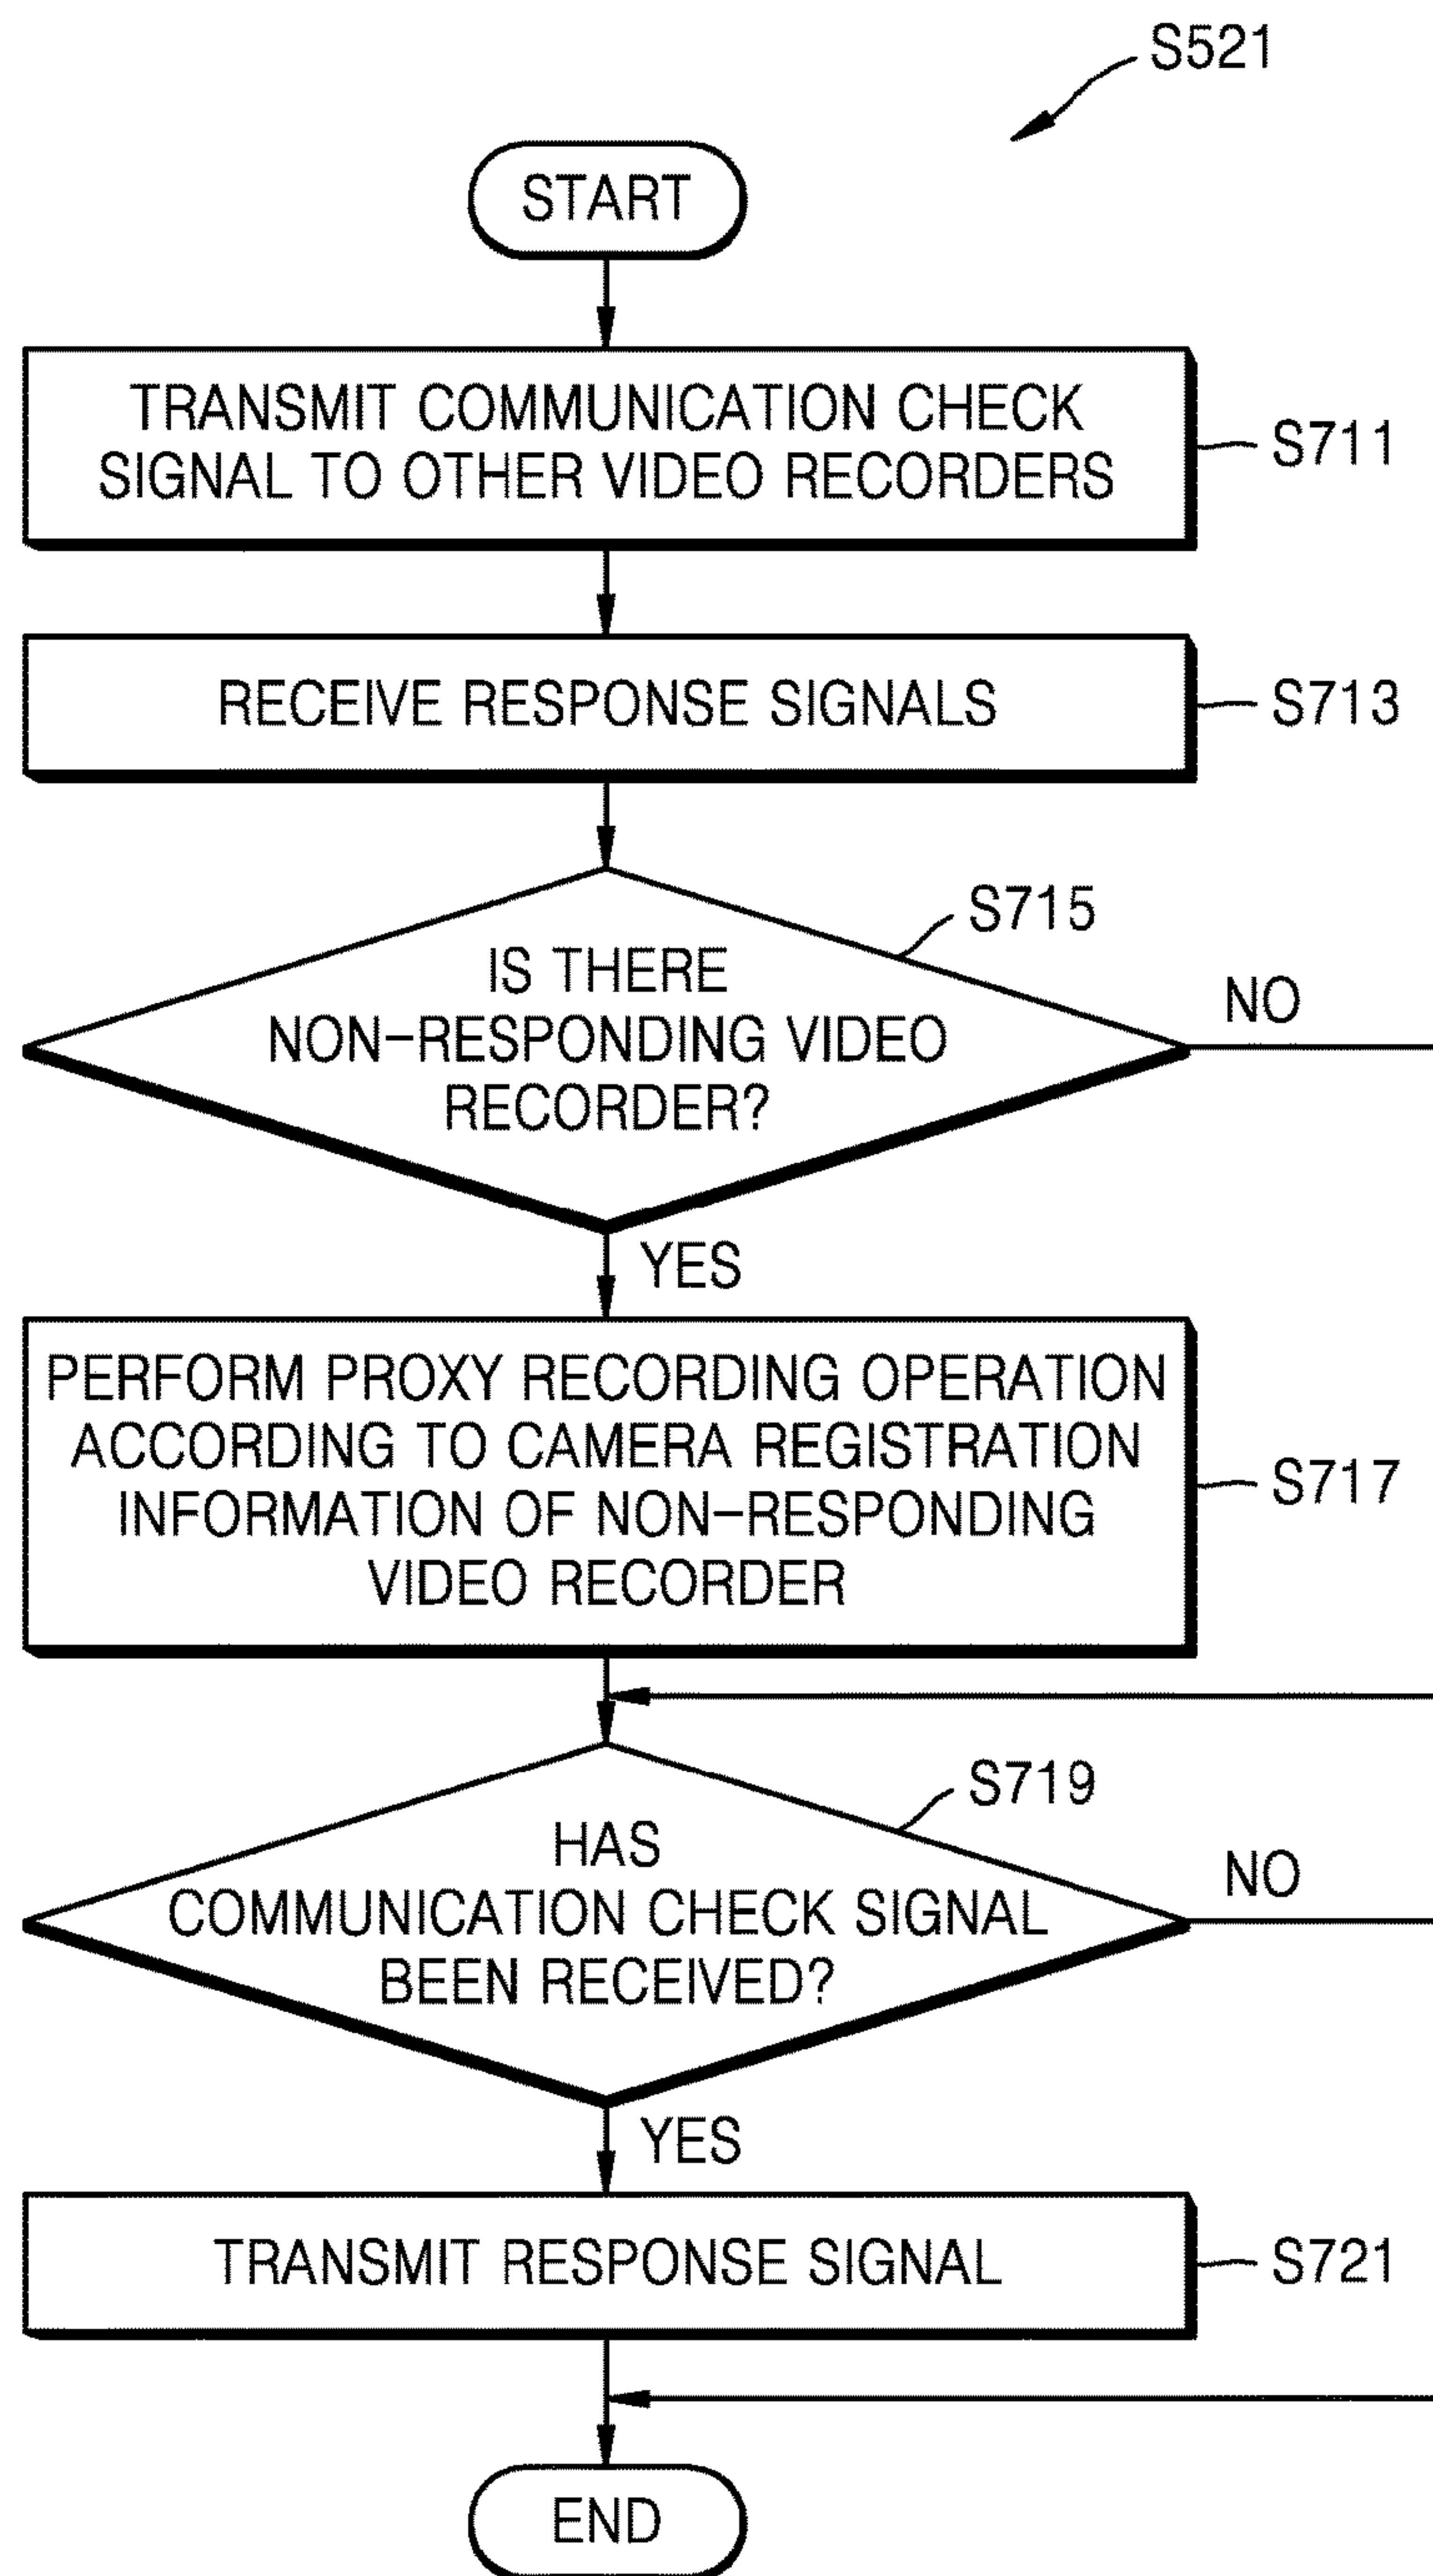 S521
START
TRANSMIT COMMUNICATION CHECK
SIGNAL TO OTHER VIDEO RECORDERS
S711
RECEIVE RESPONSE SIGNALS
S713
S715
IS THERE
NON-RESPONDING VIDEO
RECORDER?
NO
YES
PERFORM PROXY RECORDING OPERATION
ACCORDING TO CAMERA REGISTRATION
INFORMATION OF NON-RESPONDING
VIDEO RECORDER
S717
S719
HAS
COMMUNICATION CHECK SIGNAL
BEEN RECEIVED?
NO
YES
TRANSMIT RESPONSE SIGNAL
S721
END